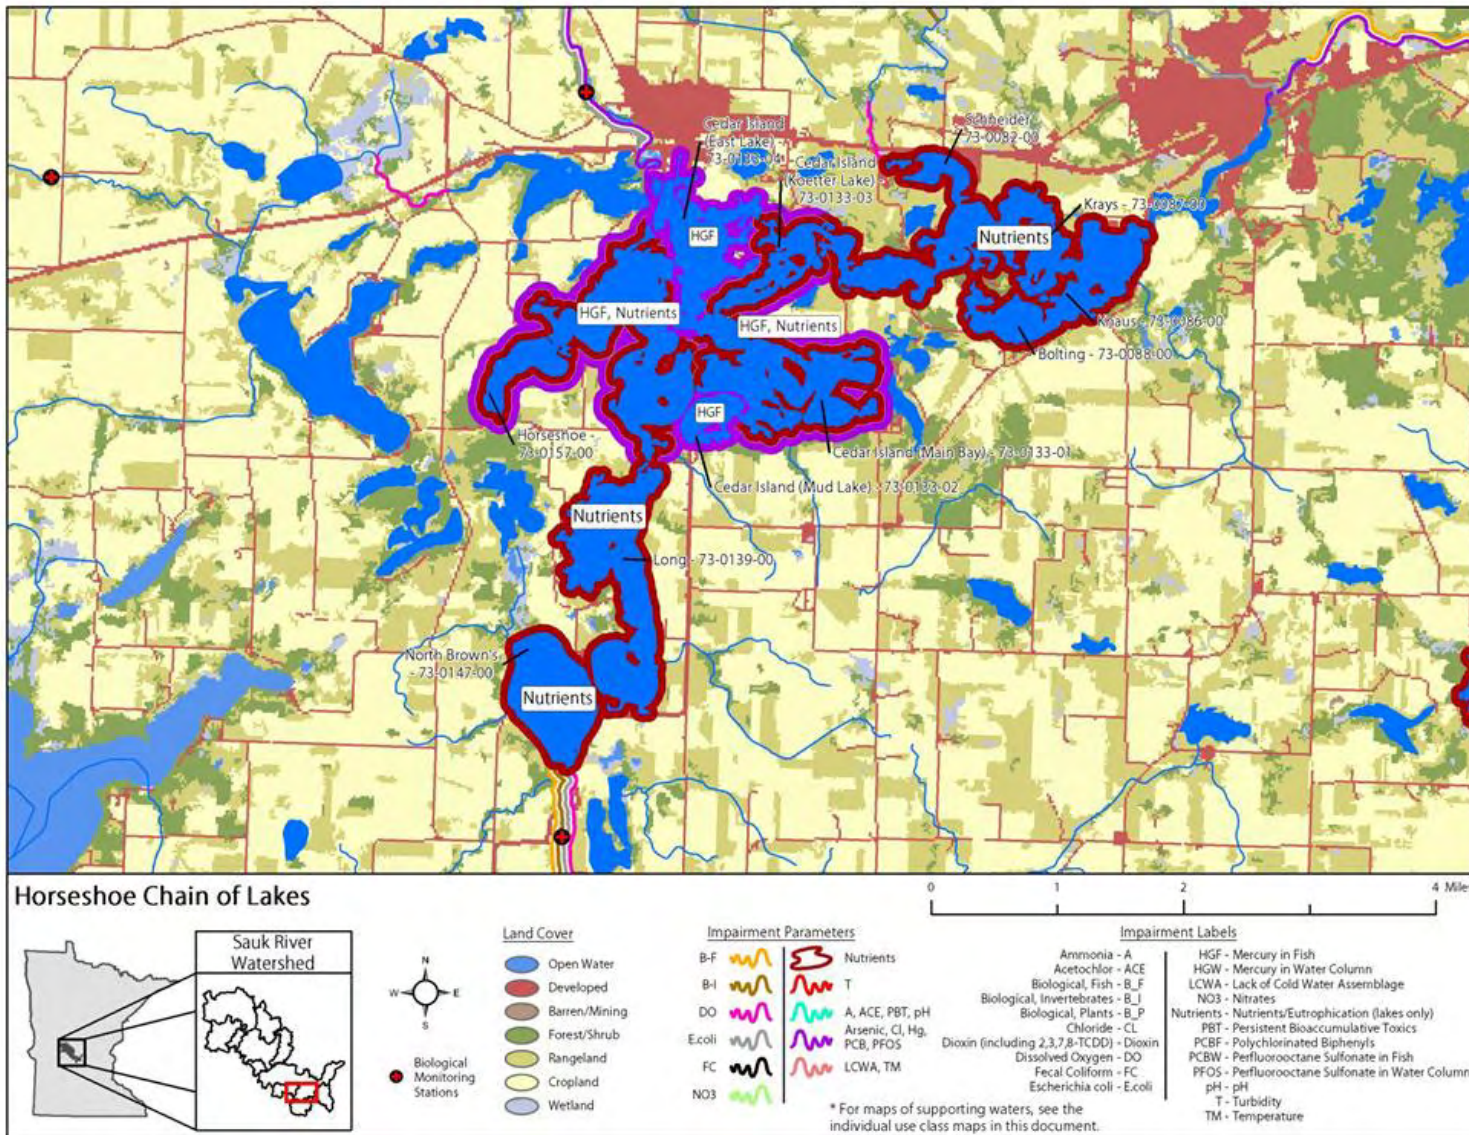 Schneider
- 73-0082-00
Cedar Island
(East Lake) -
73-0133-04
Cedar Island
(Koetter Lake) -
73-0133-03
Krays - 73-0087-00
HGF
Nutrients
HGF, Nutrients
HGF, Nutrients
Knaus - 73-0086-00
Bolting - 73-0088-00
HGF
Horseshoe -
73-0157-00
Cedar Island (Main Bay) - 73-0133-01
Cedar Island (Mud Lake) - 73-0133-02
Nutrients
Long - 73-0139-00
North Brown's
- 73-0147-00
Nutrients
Horseshoe Chain of Lakes
0 1 2 4 Miles
Sauk River
Watershed
N
W E
S
Biological
Monitoring
Stations
Land Cover
Open Water
Developed
Barren/Mining
Forest/Shrub
Rangeland
Cropland
Wetland
Impairment Parameters
B-F
B-I
DO
E.coli
FC
NO3
Nutrients
T
A, ACE, PBT, pH
Arsenic, Cl, Hg,
PCB, PFOS
LCWA, TM
* For maps of supporting waters, see the
individual use class maps in this document.
Impairment Labels
Ammonia - A
Acetochlor - ACE
Biological, Fish - B_F
Biological, Invertebrates - B_I
Biological, Plants - B_P
Chloride - CL
Dioxin (including 2,3,7,8-TCDD) - Dioxin
Dissolved Oxygen - DO
Fecal Coliform - FC
Escherichia coli - E.coli
HGF - Mercury in Fish
HGW - Mercury in Water Column
LCWA - Lack of Cold Water Assemblage
NO3 - Nitrates
Nutrients - Nutrients/Eutrophication (lakes only)
PBT - Persistent Bioaccumulative Toxics
PCBF - Polychlorinated Biphenyls
PCBW - Perfluorooctane Sulfonate in Fish
PFOS - Perfluorooctane Sulfonate in Water Column
pH - pH
T - Turbidity
TM - Temperature